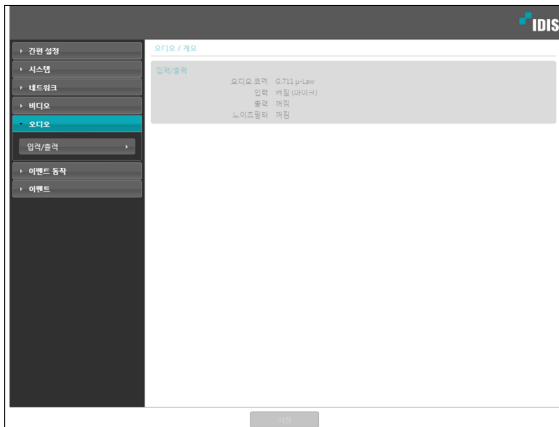 IDIS
간편 설정
시스템
네트워크
비디오
오디오
입력/출력
이벤트 동작
이벤트
오디오 / 개요
입력/출력
오디오 코덱 G.711 μ-Law
입력 켜짐 (마이크)
출력 꺼짐
노이즈필터 꺼짐